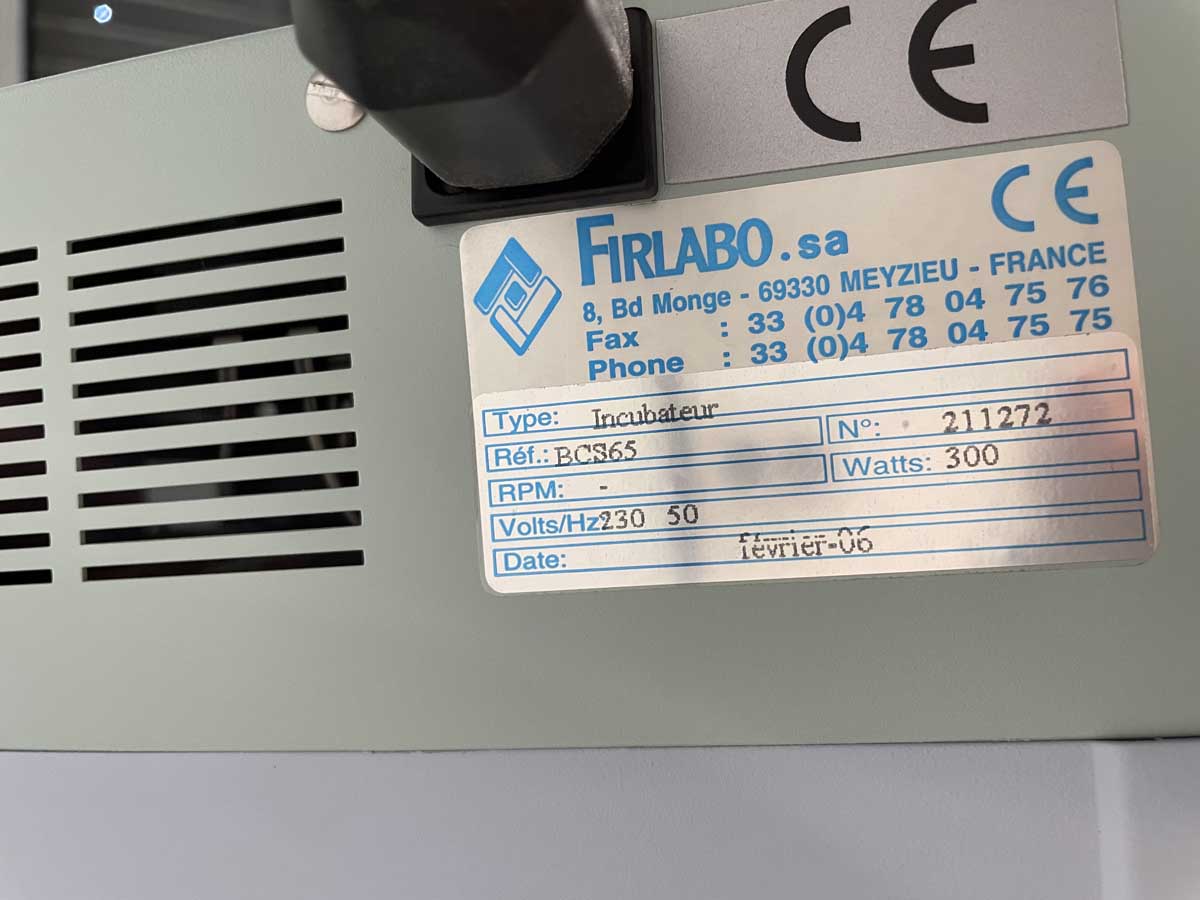 CE
FIRLABO.sa CE
8, Bd Monge - 69330 MEYZIEU - FRANCE
Fax : 33 (0)4 78 04 75 76
Phone : 33 (0)4 78 04 75 75
Type: Incubateur
Réf.: BCS65 N°: 211272
RPM: - Watts: 300
Volts/Hz 230 50
Date: février-06